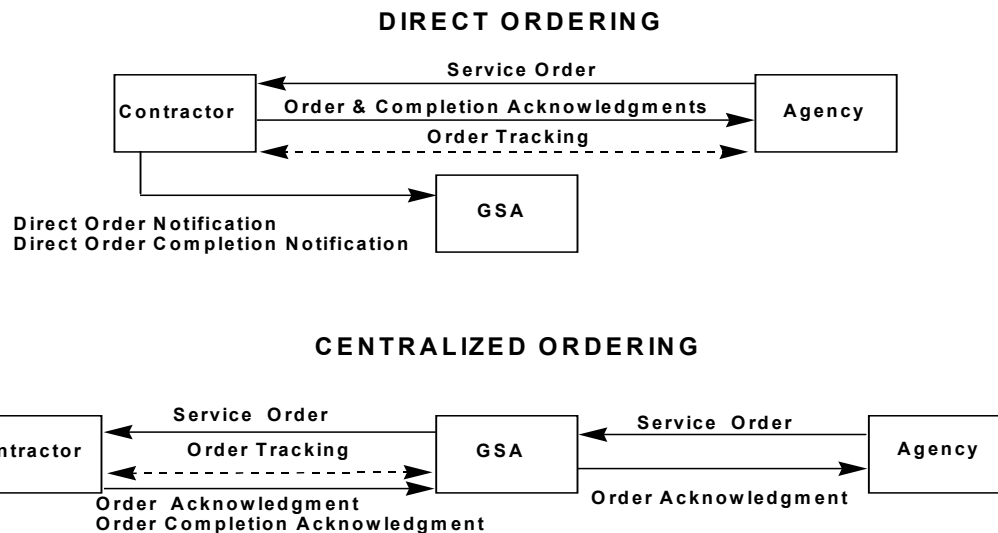 DIRECT ORDERING
Service Order
Contractor
Order & Completion Acknowledgments
Agency
Order Tracking
GSA
Direct Order Notification
Direct Order Completion Notification
CENTRALIZED ORDERING
Service Order
Service Order
ntractor
Order Tracking
GSA
Agency
Order Acknowledgment
Order Acknowledgment
Order Completion Acknowledgment